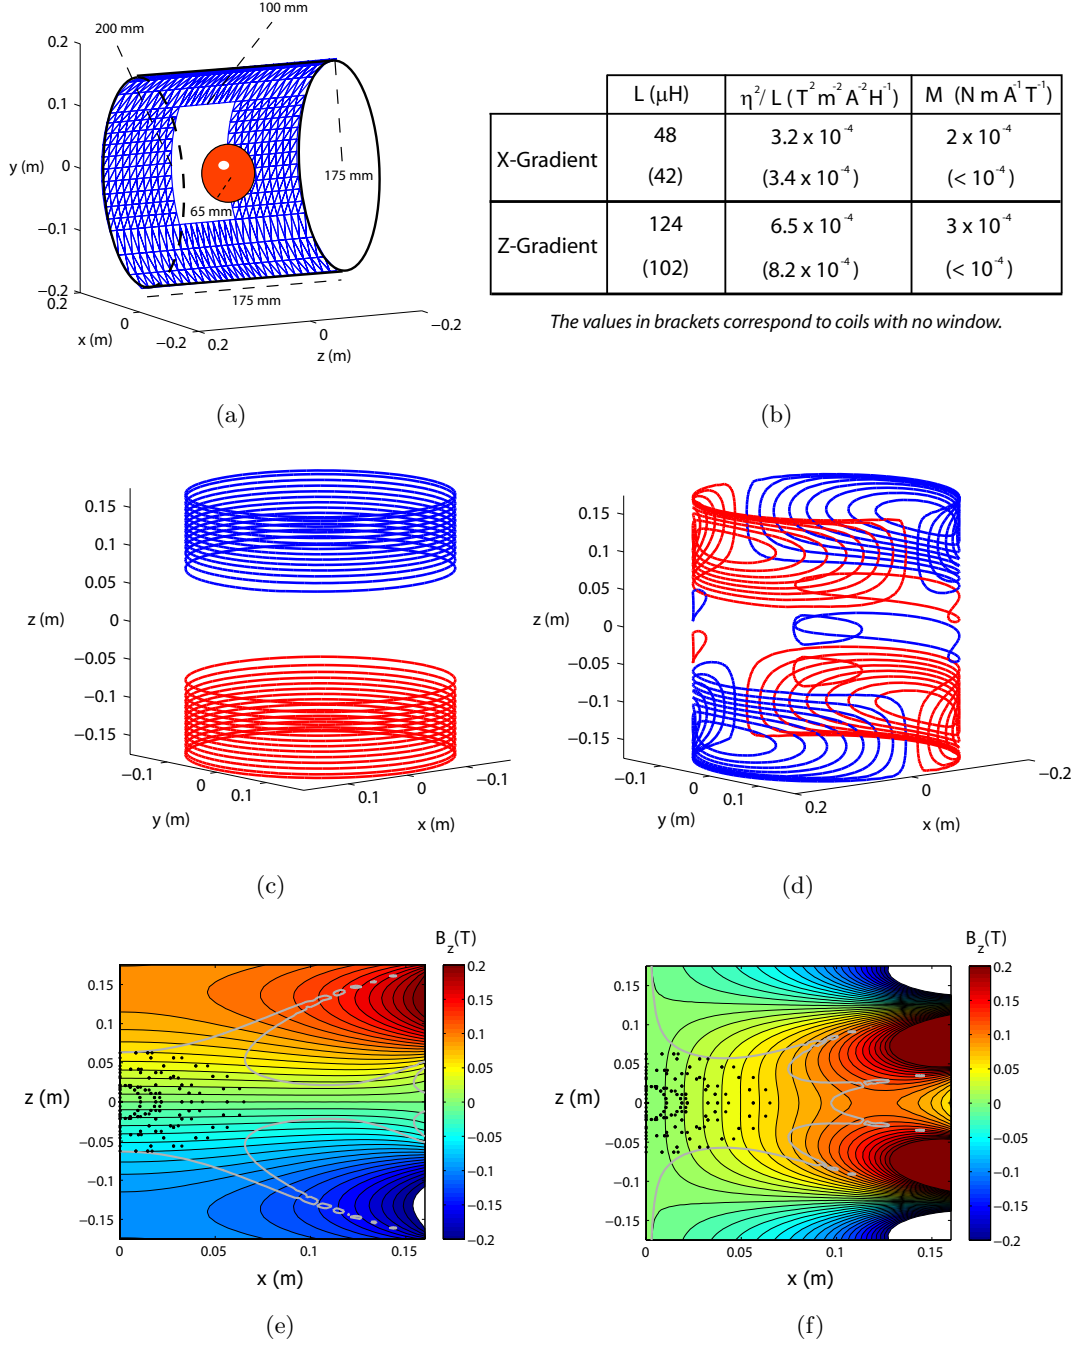 200 mm
100 mm
0.2
0.1
y (m)
0
175 mm
65 mm
−0.1
−0.2
175 mm
0.2
0
x (m)
−0.2
0.2
z (m)
0
−0.2
(a)
L (μH)
η²/ L ( T² m⁻² A⁻² H⁻¹)
M (N m A⁻¹ T⁻¹)
X-Gradient
48
3.2 x 10⁻⁴
2 x 10⁻⁴
(42)
(3.4 x 10⁻⁴)
(< 10⁻⁴)
Z-Gradient
124
6.5 x 10⁻⁴
3 x 10⁻⁴
(102)
(8.2 x 10⁻⁴)
(< 10⁻⁴)
The values in brackets correspond to coils with no window.
(b)
0.15
0.1
0.05
z (m)
0
−0.05
−0.1
−0.15
−0.1
0
0.1
y (m)
0.1
0
−0.1
x (m)
(c)
0.15
0.1
0.05
z (m)
0
−0.05
−0.1
−0.15
−0.1
0
0.1
y (m)
0.2
0
−0.2
x (m)
(d)
B_z(T)
0.15
0.1
0.05
z (m)
0
−0.05
−0.1
−0.15
0
0.05
0.1
0.15
x (m)
0.2
0.15
0.1
0.05
0
−0.05
−0.1
−0.15
−0.2
(e)
B_z(T)
0.15
0.1
0.05
z (m)
0
−0.05
−0.1
−0.15
0
0.05
0.1
0.15
x (m)
0.2
0.15
0.1
0.05
0
−0.05
−0.1
−0.15
−0.2
(f)